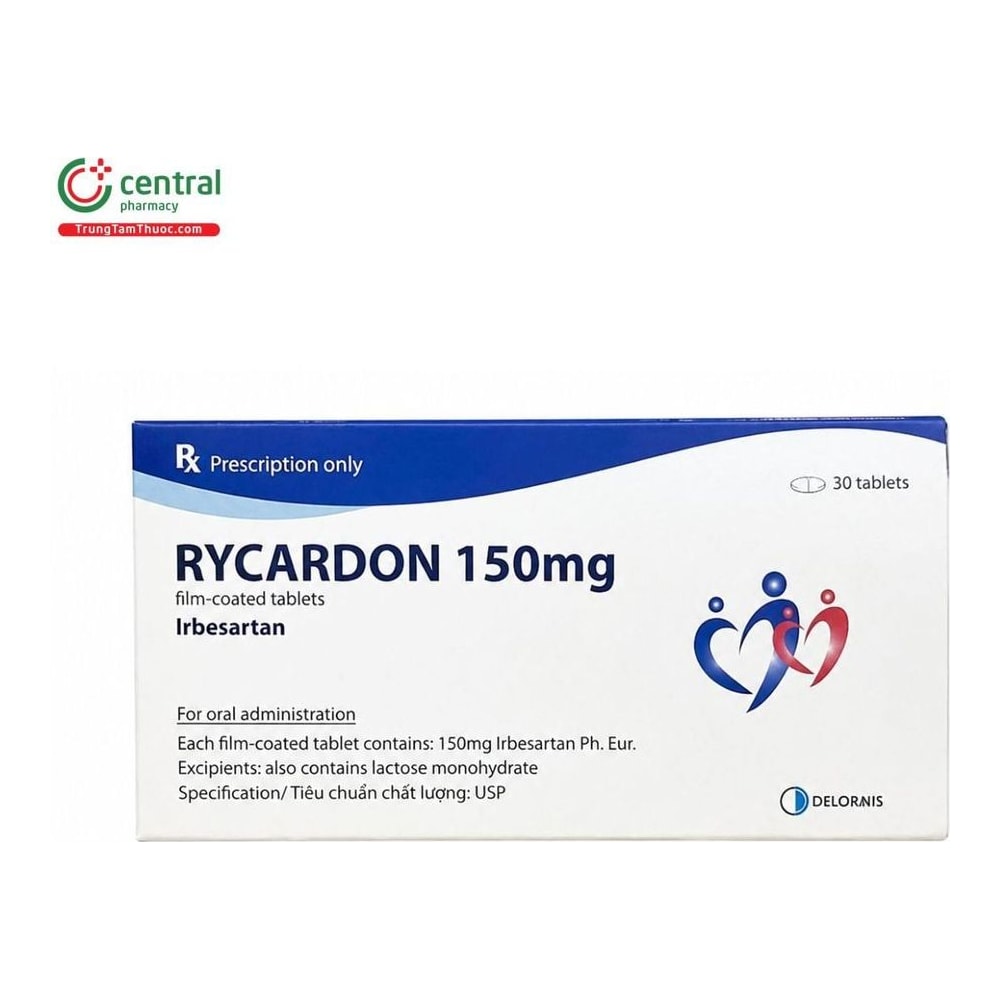 central
pharmacy
TrungTamThuoc.com
Rx Prescription only
30 tablets
RYCARDON 150mg
film-coated tablets
Irbesartan
For oral administration
Each film-coated tablet contains: 150mg Irbesartan Ph. Eur.
Excipients: also contains lactose monohydrate
Specification/ Tiêu chuẩn chất lượng: USP